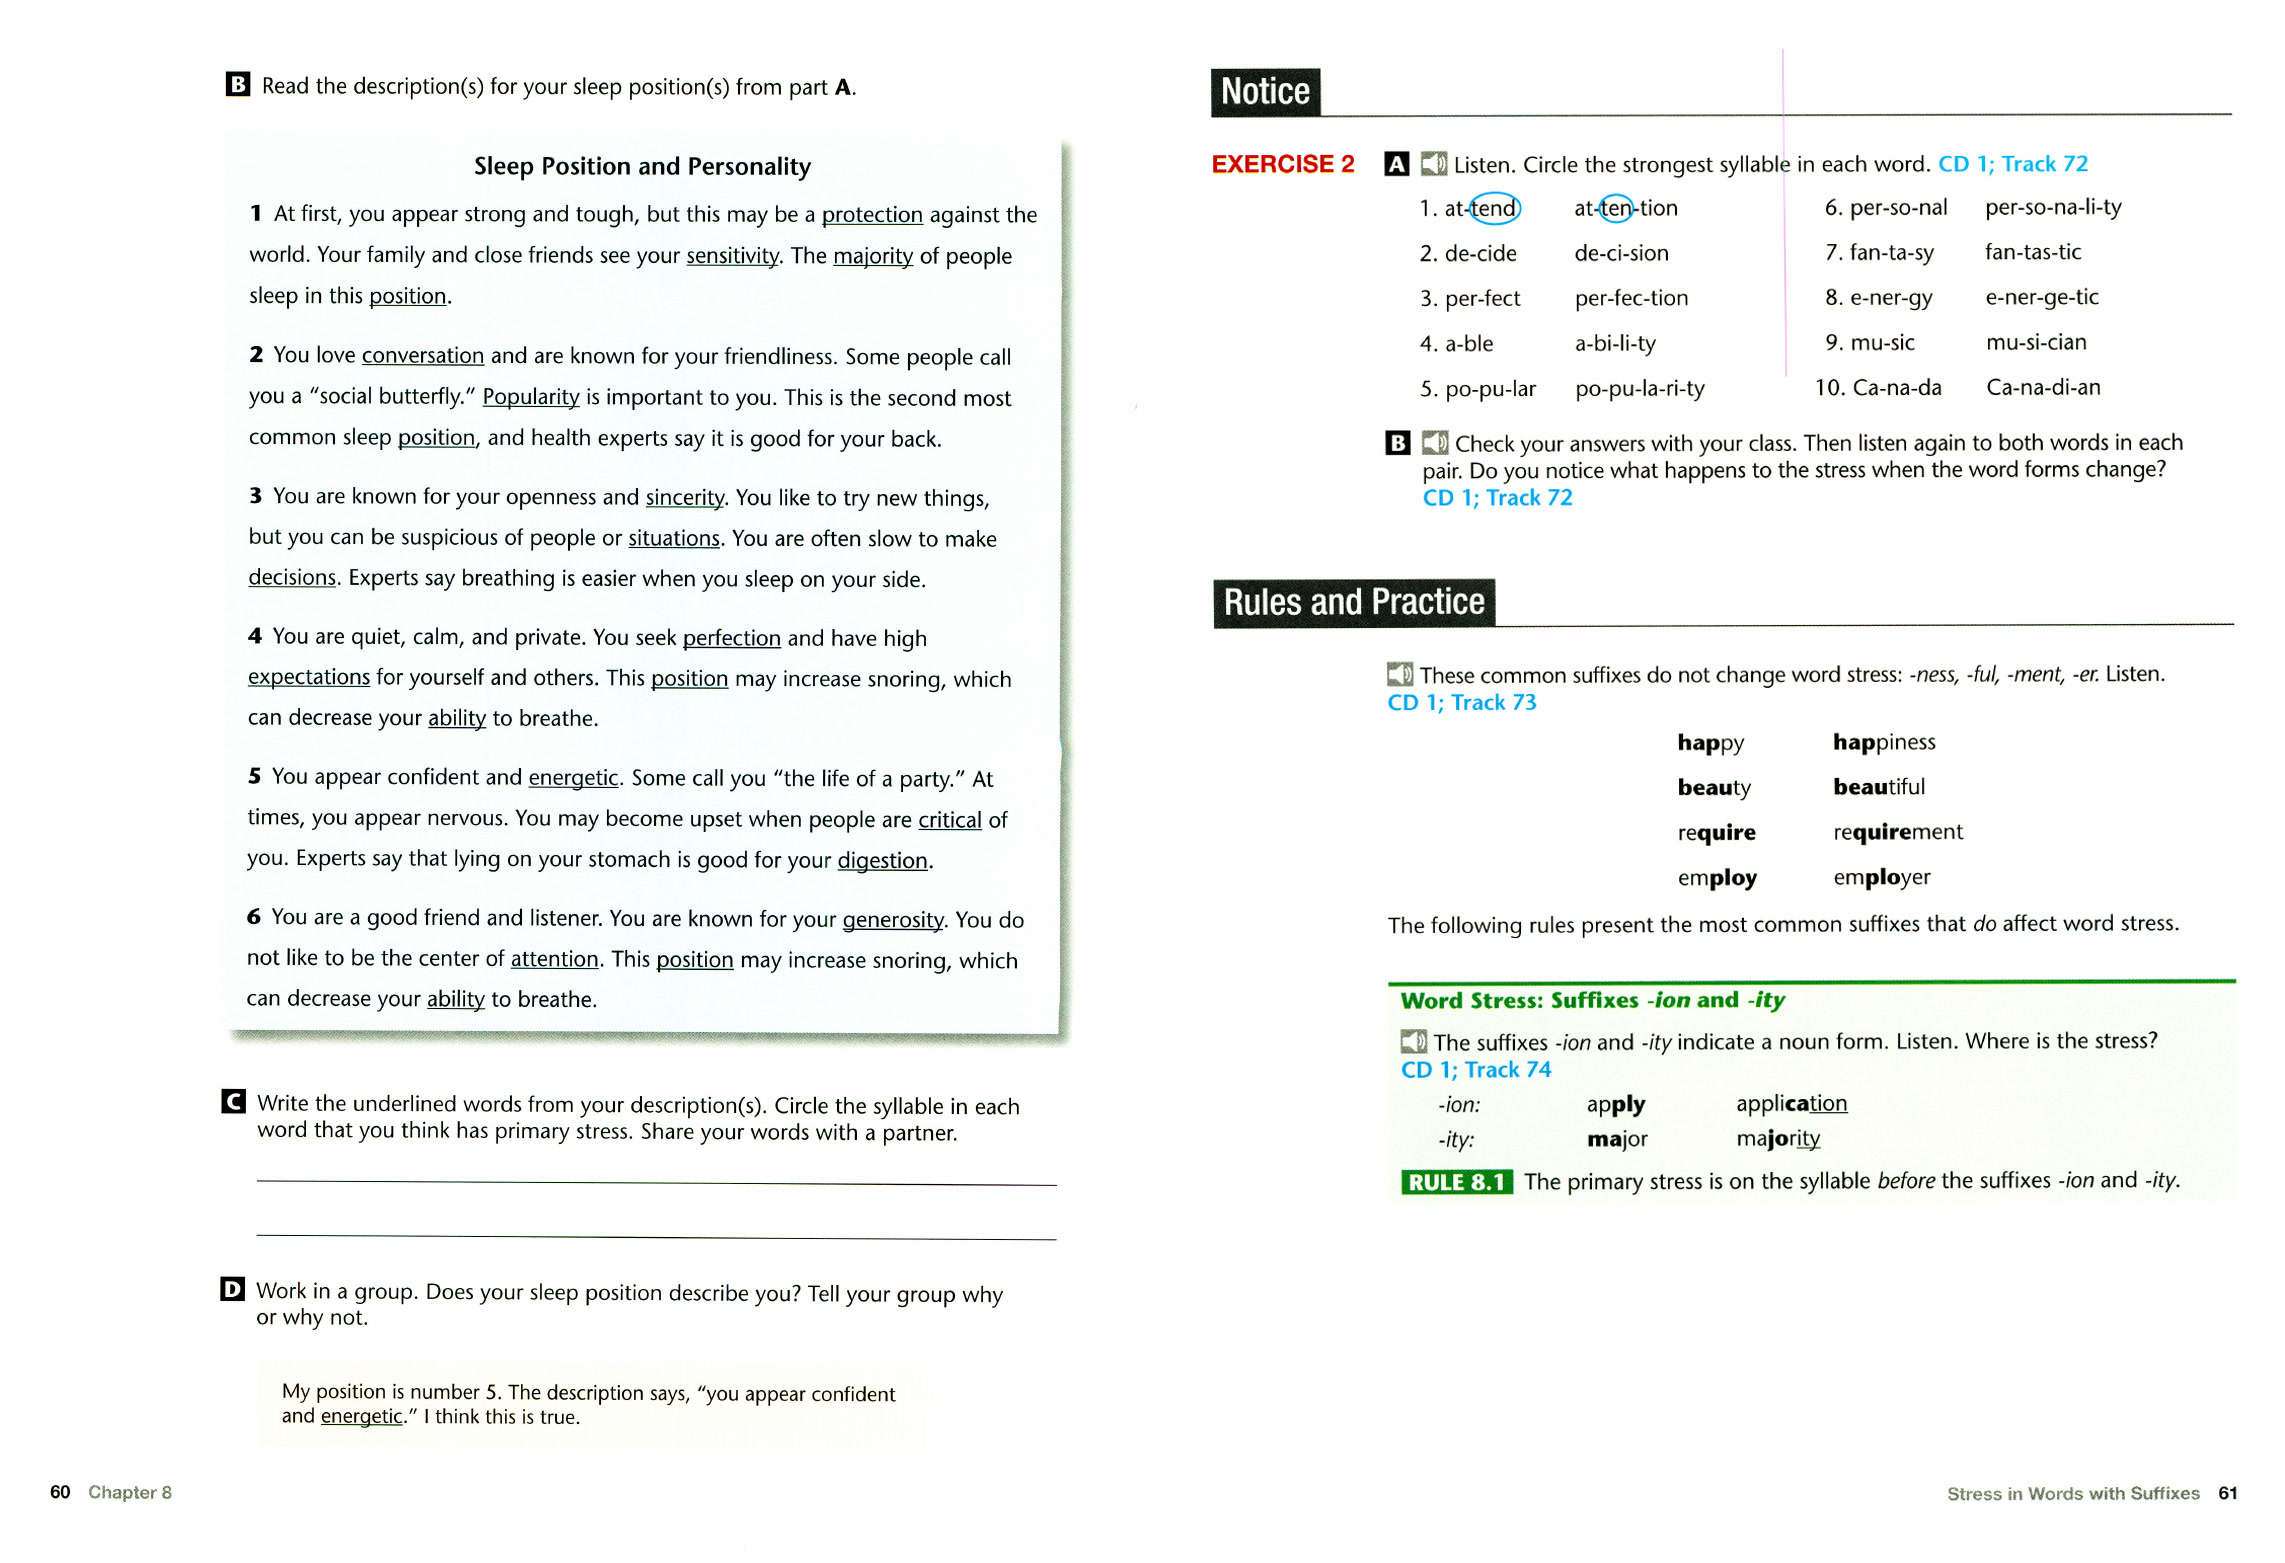 B Read the description(s) for your sleep position(s) from part A.
Sleep Position and Personality
1 At first, you appear strong and tough, but this may be a protection against the
world. Your family and close friends see your sensitivity. The majority of people
sleep in this position.
2 You love conversation and are known for your friendliness. Some people call
you a "social butterfly." Popularity is important to you. This is the second most
common sleep position, and health experts say it is good for your back.
3 You are known for your openness and sincerity. You like to try new things,
but you can be suspicious of people or situations. You are often slow to make
decisions. Experts say breathing is easier when you sleep on your side.
4 You are quiet, calm, and private. You seek perfection and have high
expectations for yourself and others. This position may increase snoring, which
can decrease your ability to breathe.
5 You appear confident and energetic. Some call you "the life of a party." At
times, you appear nervous. You may become upset when people are critical of
you. Experts say that lying on your stomach is good for your digestion.
6 You are a good friend and listener. You are known for your generosity. You do
not like to be the center of attention. This position may increase snoring, which
can decrease your ability to breathe.
C Write the underlined words from your description(s). Circle the syllable in each
word that you think has primary stress. Share your words with a partner.
D Work in a group. Does your sleep position describe you? Tell your group why
or why not.
My position is number 5. The description says, "you appear confident
and energetic." I think this is true.
60 Chapter 8
Notice
EXERCISE 2 A Listen. Circle the strongest syllable in each word. CD 1; Track 72
1. at-tend at-ten-tion 6. per-so-nal per-so-na-li-ty
2. de-cide de-ci-sion 7. fan-ta-sy fan-tas-tic
3. per-fect per-fec-tion 8. e-ner-gy e-ner-ge-tic
4. a-ble a-bi-li-ty 9. mu-sic mu-si-cian
5. po-pu-lar po-pu-la-ri-ty 10. Ca-na-da Ca-na-di-an
B Check your answers with your class. Then listen again to both words in each
pair. Do you notice what happens to the stress when the word forms change?
CD 1; Track 72
Rules and Practice
These common suffixes do not change word stress: -ness, -ful, -ment, -er. Listen.
CD 1; Track 73
happy happiness
beauty beautiful
require requirement
employ employer
The following rules present the most common suffixes that do affect word stress.
Word Stress: Suffixes -ion and -ity
The suffixes -ion and -ity indicate a noun form. Listen. Where is the stress?
CD 1; Track 74
-ion: apply application
-ity: major majority
RULE 8.1 The primary stress is on the syllable before the suffixes -ion and -ity.
Stress in Words with Suffixes 61